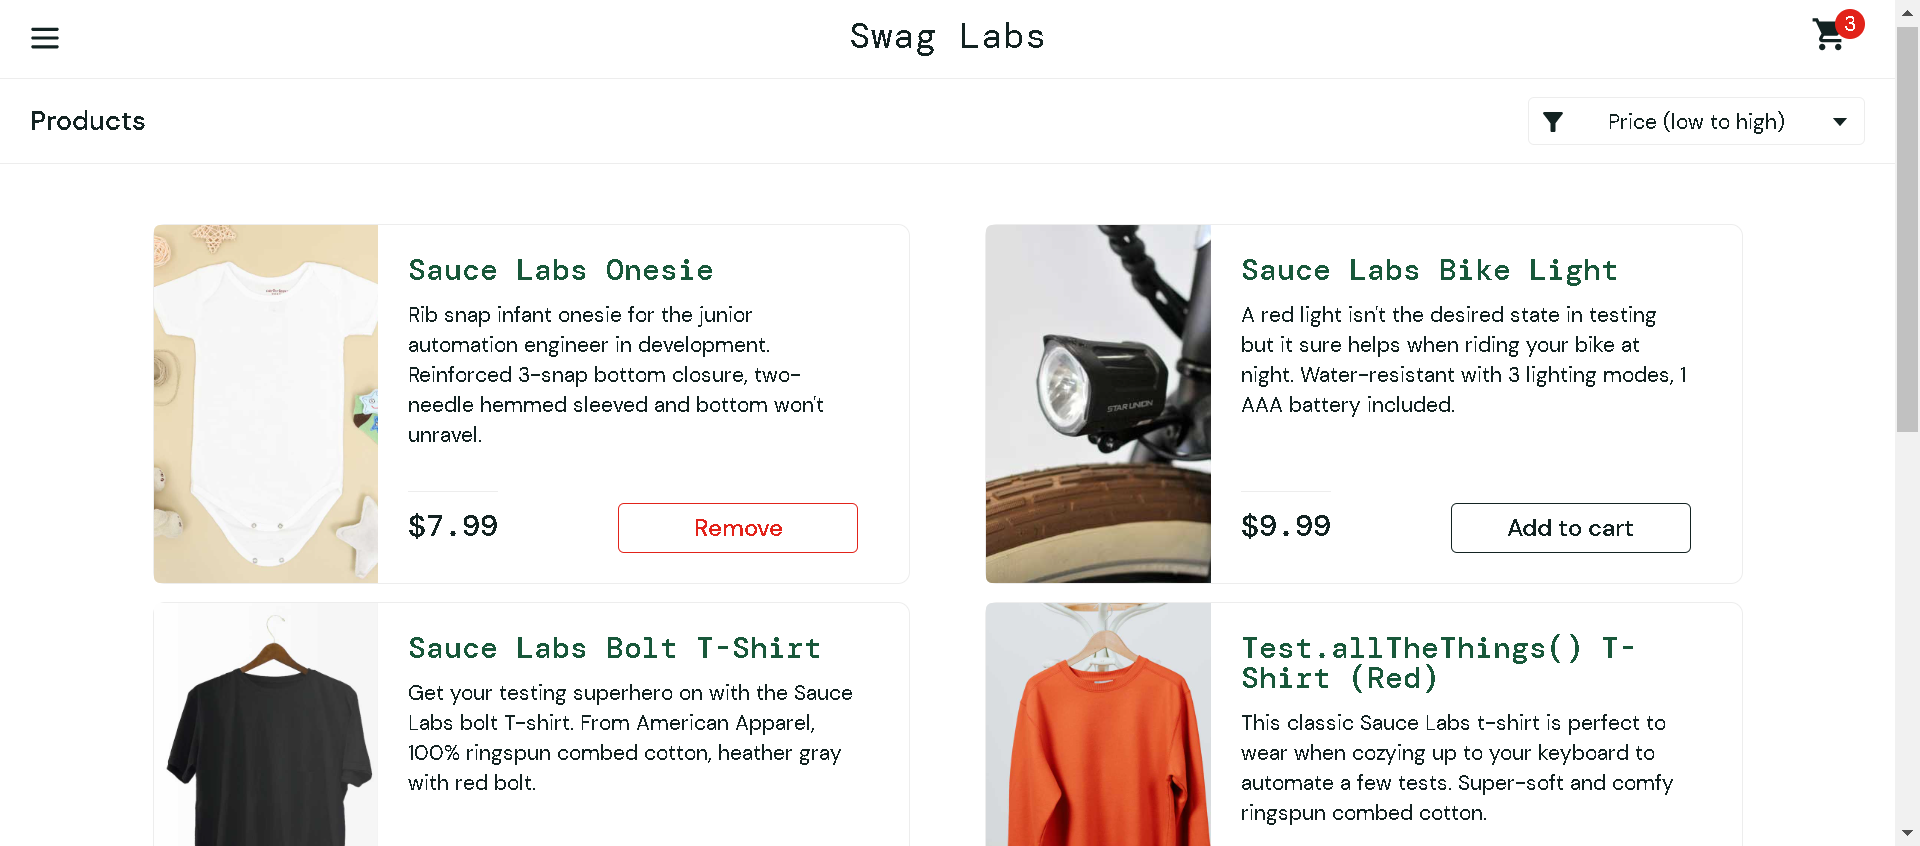 Swag Labs
3
Products
Price (low to high)
Sauce Labs Onesie
Rib snap infant onesie for the junior
automation engineer in development.
Reinforced 3-snap bottom closure, two-
needle hemmed sleeved and bottom won't
unravel.
$7.99
Remove
Sauce Labs Bike Light
A red light isn't the desired state in testing
but it sure helps when riding your bike at
night. Water-resistant with 3 lighting modes, 1
AAA battery included.
STAR UNION
$9.99
Add to cart
Sauce Labs Bolt T-Shirt
Get your testing superhero on with the Sauce
Labs bolt T-shirt. From American Apparel,
100% ringspun combed cotton, heather gray
with red bolt.
Test.allTheThings() T-
Shirt (Red)
This classic Sauce Labs t-shirt is perfect to
wear when cozying up to your keyboard to
automate a few tests. Super-soft and comfy
ringspun combed cotton.